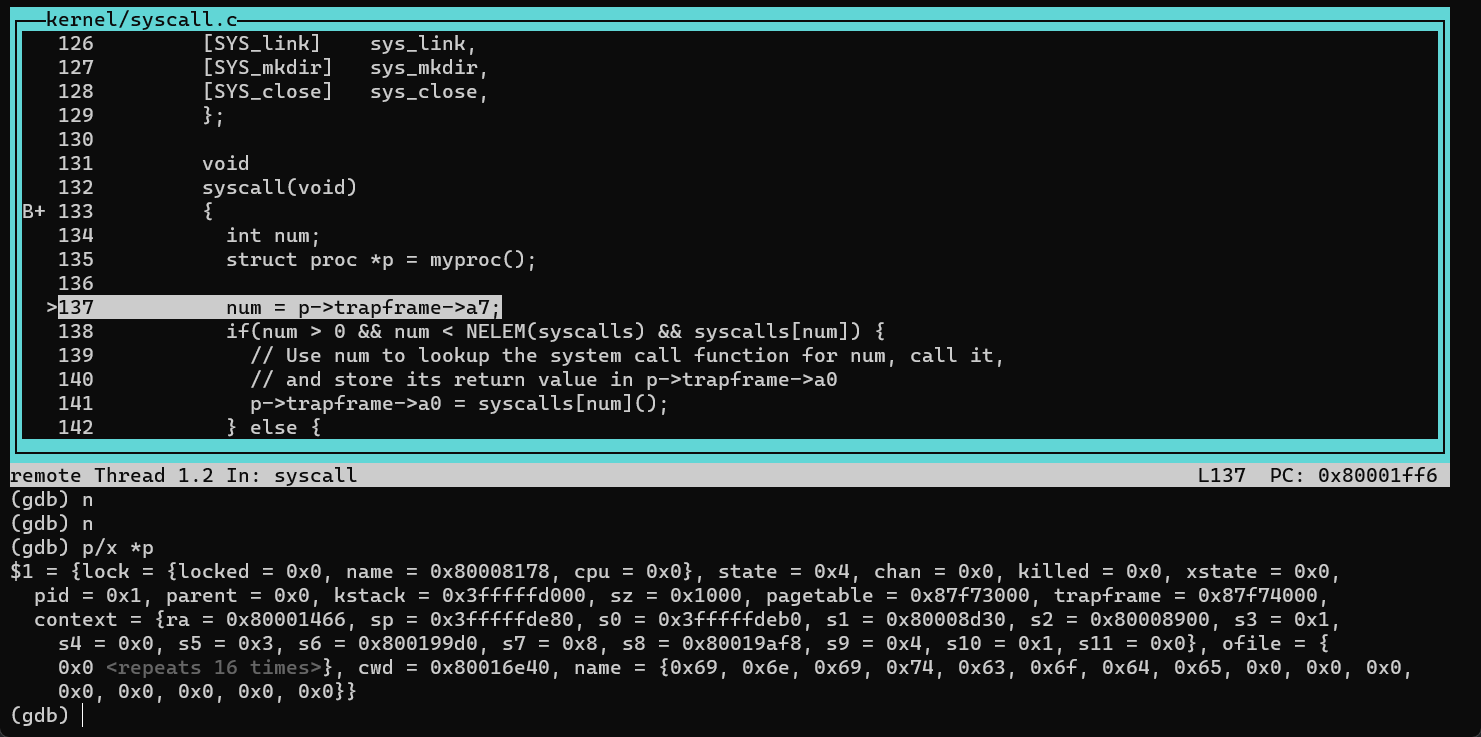 kernel/syscall.c
126 [SYS_link] sys_link,
127 [SYS_mkdir] sys_mkdir,
128 [SYS_close] sys_close,
129 };
130
131 void
132 syscall(void)
B+ 133 {
134 int num;
135 struct proc *p = myproc();
136
>137 num = p->trapframe->a7;
138 if(num > 0 && num < NELEM(syscalls) && syscalls[num]) {
139 // Use num to lookup the system call function for num, call it,
140 // and store its return value in p->trapframe->a0
141 p->trapframe->a0 = syscalls[num]();
142 } else {
remote Thread 1.2 In: syscall L137 PC: 0x80001ff6
(gdb) n
(gdb) n
(gdb) p/x *p
$1 = {lock = {locked = 0x0, name = 0x80008178, cpu = 0x0}, state = 0x4, chan = 0x0, killed = 0x0, xstate = 0x0,
pid = 0x1, parent = 0x0, kstack = 0x3fffffd000, sz = 0x1000, pagetable = 0x87f73000, trapframe = 0x87f74000,
context = {ra = 0x80001466, sp = 0x3fffffde80, s0 = 0x3fffffdeb0, s1 = 0x80008d30, s2 = 0x80008900, s3 = 0x1,
s4 = 0x0, s5 = 0x3, s6 = 0x800199d0, s7 = 0x8, s8 = 0x80019af8, s9 = 0x4, s10 = 0x1, s11 = 0x0}, ofile = {
0x0 <repeats 16 times>}, cwd = 0x80016e40, name = {0x69, 0x6e, 0x69, 0x74, 0x63, 0x6f, 0x64, 0x65, 0x0, 0x0, 0x0,
0x0, 0x0, 0x0, 0x0, 0x0}}
(gdb)